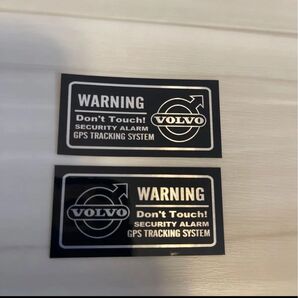 WARNING
Don't Touch!
SECURITY ALARM
GPS TRACKING SYSTEM
VOLVO
WARNING
Don't Touch!
SECURITY ALARM
GPS TRACKING SYSTEM
VOLVO